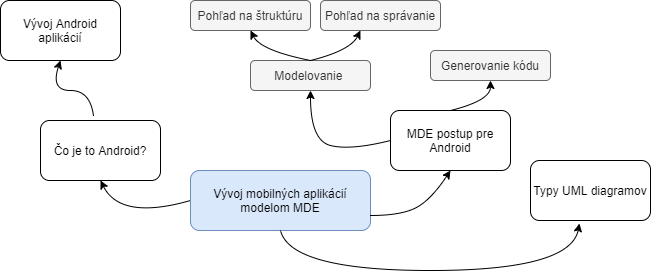 Vývoj Android
aplikácií
Pohľad na štruktúru
Pohľad na správanie
Modelovanie
Generovanie kódu
Čo je to Android?
MDE postup pre
Android
Vývoj mobilných aplikácií
modelom MDE
Typy UML diagramov